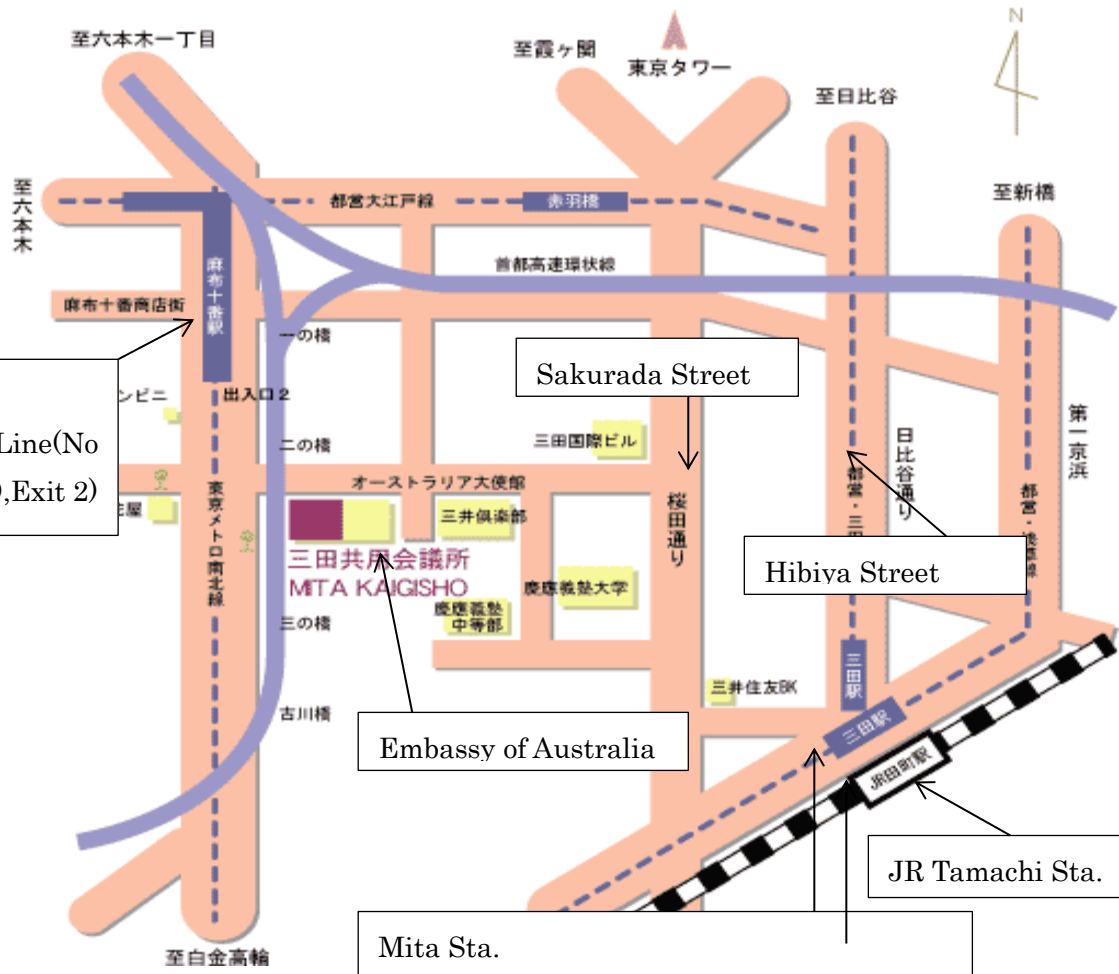 至六本木一丁目
至霞ヶ関
東京タワー
至日比谷
N
至六本木
都営大江戸線
赤羽橋
至新橋
麻布十番駅
首都高速環状線
麻布十番商店街
一の橋
Sakurada Street
ンビニ
出入口2
Line(No
,Exit 2)
二の橋
三田国際ビル
第一京浜
日比谷通り
オーストラリア大使館
桜田通り
都営・三田
都営・浅草線
東京メトロ南北線
三井倶楽部
三田共用会議所
MITA KAIGISHO
Hibiya Street
慶應義塾大学
慶應義塾
中等部
三の橋
三田駅
三井住友BK
古川橋
Embassy of Australia
三田駅
JR田町駅
JR Tamachi Sta.
Mita Sta.
至白金高輪